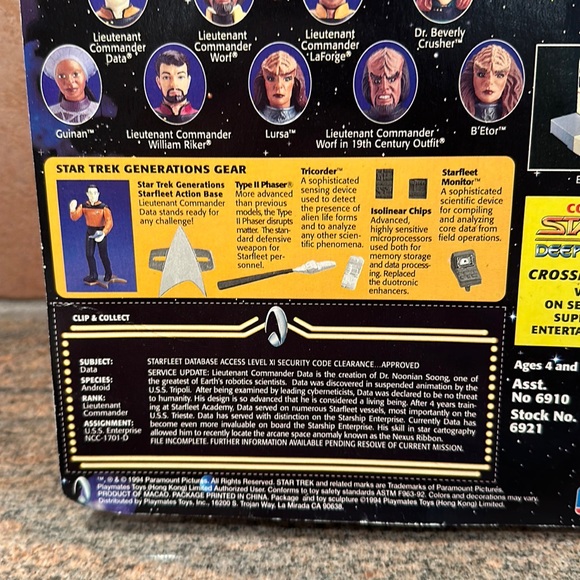 Lieutenant
Commander
Data®
Lieutenant
Commander
Worf®
Lieutenant
Commander
LaForge®
Dr. Beverly
Crusher™
Guinan™
Lieutenant Commander
William Riker®
Lursa™
Lieutenant Commander
Worf in 19th Century Outfit®
B'Etor™
STAR TREK GENERATIONS GEAR
Star Trek Generations
Starfleet Action Base
Lieutenant Commander
Data stands ready for
any challenge!
Type II Phaser®
More advanced
than previous
models, the Type
II Phaser disrupts
matter. The stan-
dard defensive
weapon for
Starfleet per-
sonnel.
Tricorder™
A sophisticated
sensing device
used to detect
the presence of
alien life forms
and to analyze
any other scien-
tific phenomena.
Isolinear Chips
Advanced,
highly sensitive
microprocessors
used both for
memory storage
and data process-
ing. Replaced
the duotronic
enhancers.
Starfleet
Monitor™
A sophisticated
scientific device
for compiling
and analyzing
core data from
field operations.
CLIP & COLLECT
SUBJECT:
Data
SPECIES:
Android
RANK:
Lieutenant
Commander
ASSIGNMENT:
U.S.S. Enterprise
NCC-1701-D
STARFLEET DATABASE ACCESS LEVEL XI SECURITY CODE CLEARANCE...APPROVED
SERVICE UPDATE: Lieutenant Commander Data is the creation of Dr. Noonian Soong, one of
the greatest of Earth's robotics scientists. Data was discovered in suspended animation by the
U.S.S. Tripoli. After being examined by leading cyberneticists, Data was declared to be no threat
to humanity. His design is so advanced that he is considered a living being. After 4 years train-
ing at Starfleet Academy, Data served on numerous Starfleet vessels, most importantly on the
U.S.S. Trieste. Data has served with distinction on the Starship Enterprise. Currently Data has
become even more invaluable on board the Starship Enterprise. His skill in star cartography
allowed him to recently locate the arcane space anomaly known as the Nexus Ribbon.
FILE INCOMPLETE. FURTHER INFORMATION AVAILABLE PENDING RESOLVE OF CURRENT MISSION.
™, ® & © 1994 Paramount Pictures. All Rights Reserved. STAR TREK and related marks are Trademarks of Paramount Pictures.
Playmates Toys (Hong Kong) Limited Authorized User. Conforms to toy safety standards ASTM F963-92. Colors and decorations may vary.
PRODUCT OF MACAO. PACKAGE PRINTED IN CHINA. Package and toy sculpture ©1994 Playmates Toys (Hong Kong) Limited.
Distributed by Playmates Toys, Inc., 16200 S. Trojan Way, La Mirada CA 90638.
CO
STA
DEEP
CROSS
ON SE
SUP
ENTERTA
Ages 4 and
Asst.
No 6910
Stock No.
6921